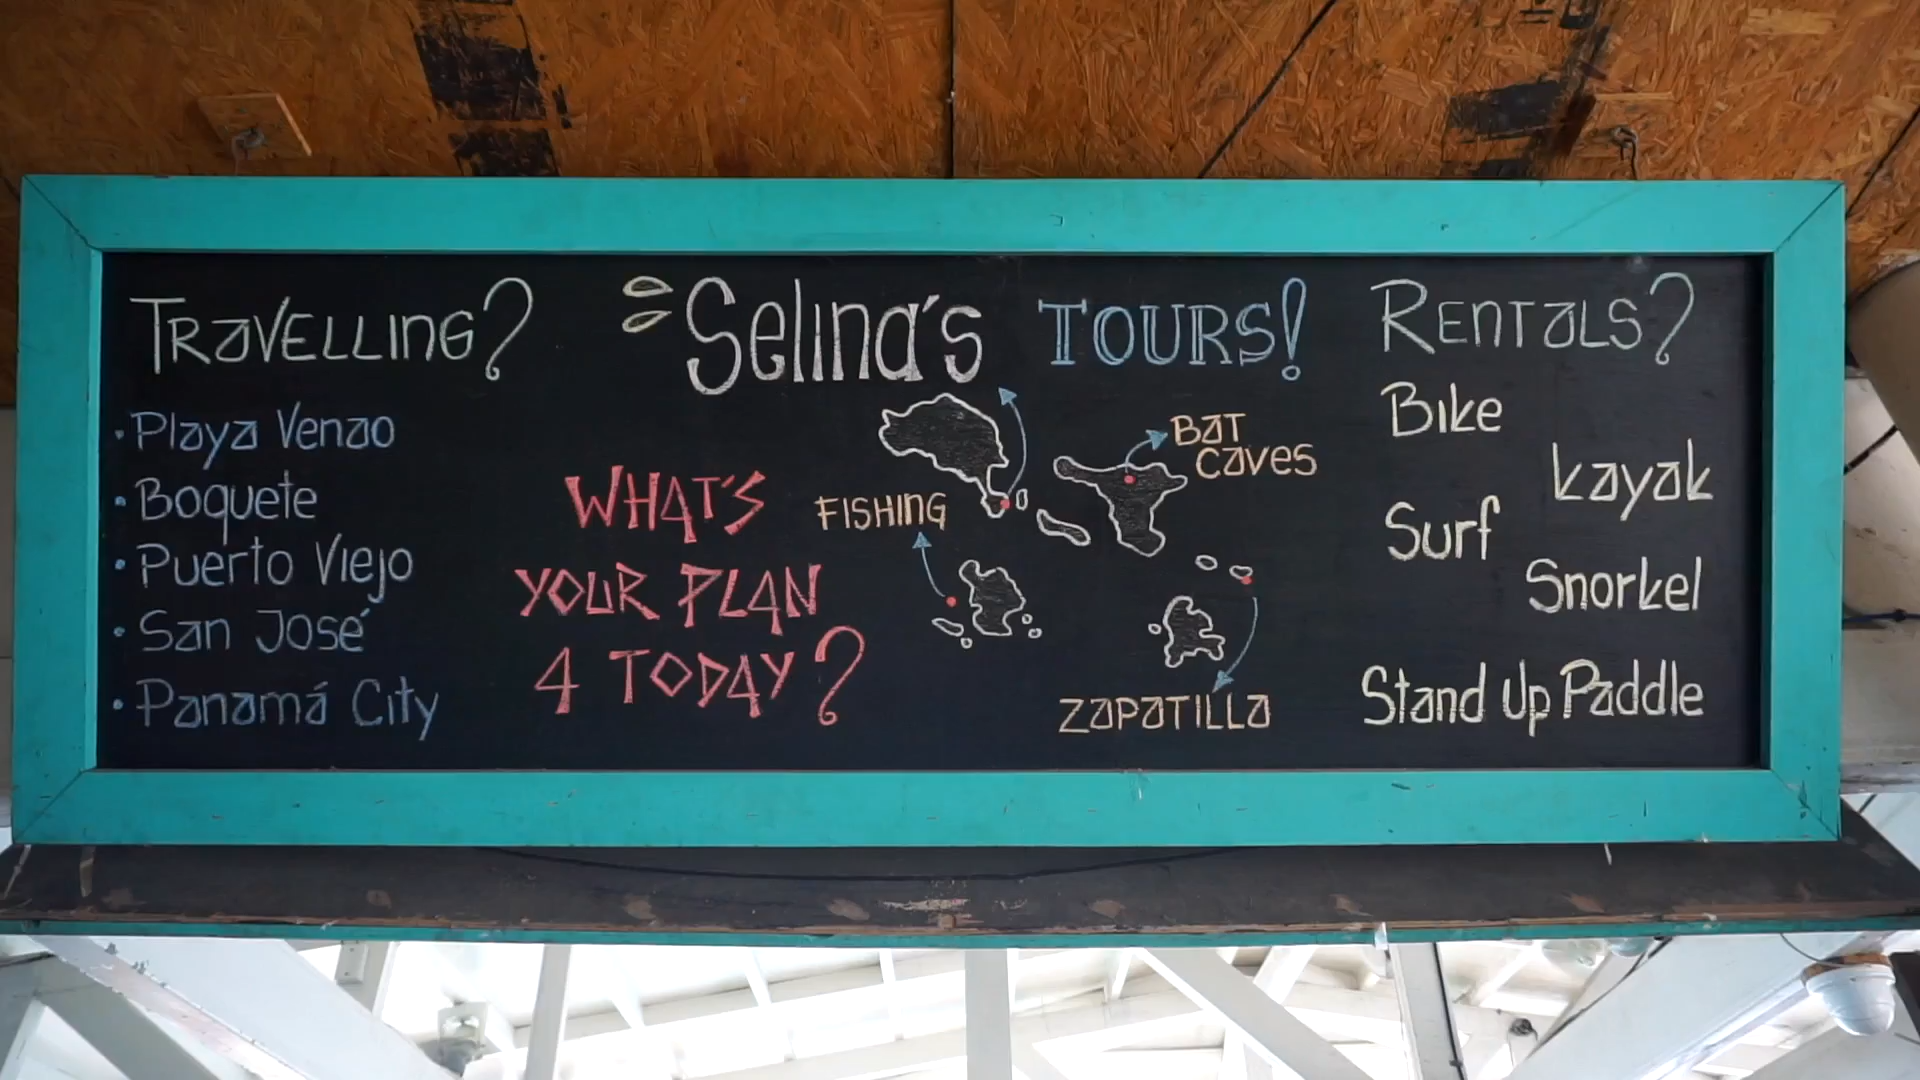 TRAVELLING?
• Playa Venao
• Boquete
• Puerto Viejo
• San José
• Panamá City
Selina's TOURS!
WHAT'S
YOUR PLAN
4 TODAY?
FISHING
BAT
CAVES
ZAPATILLA
RENTALS?
Bike
Kayak
Surf
Snorkel
Stand Up Paddle